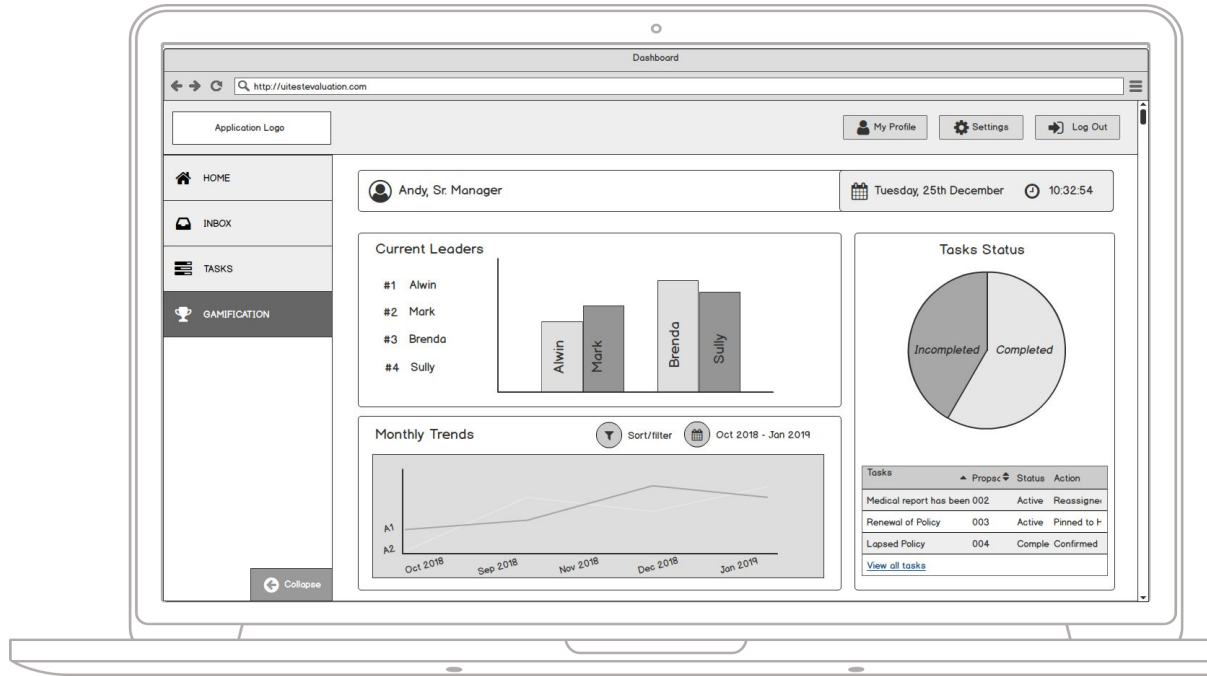 Dashboard
http://uitestevaluation.com
Application Logo
My Profile
Settings
Log Out
HOME
INBOX
TASKS
GAMIFICATION
Collapse
Andy, Sr. Manager
Tuesday, 25th December
10:32:54
Current Leaders
#1 Alwin
#2 Mark
#3 Brenda
#4 Sully
Alwin
Mark
Brenda
Sully
Monthly Trends
Sort/filter
Oct 2018 - Jan 2019
A1
A2
Oct 2018
Sep 2018
Nov 2018
Dec 2018
Jan 2019
Tasks Status
Incompleted
Completed
Tasks Propsc Status Action
Medical report has been 002 Active Reassigne
Renewal of Policy 003 Active Pinned to H
Lapsed Policy 004 Comple Confirmed
View all tasks